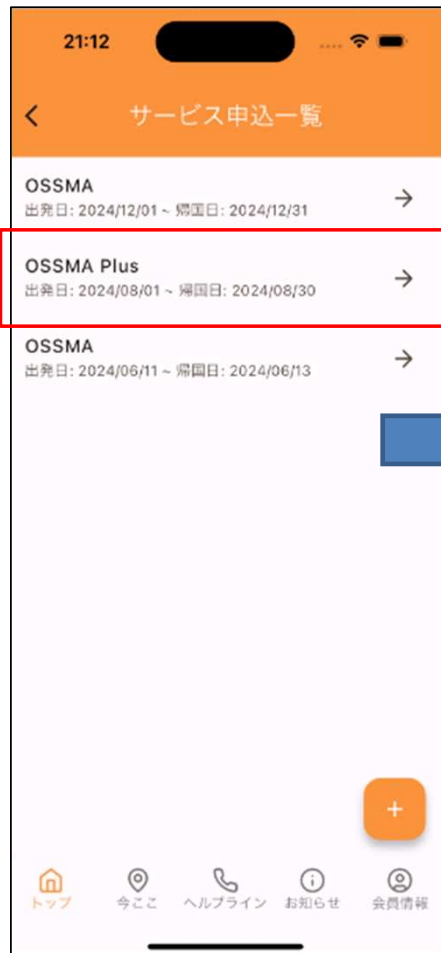 21:12
サービス申込一覧
OSSMA
出発日: 2024/12/01 ~ 帰国日: 2024/12/31
OSSMA Plus
出発日: 2024/08/01 ~ 帰国日: 2024/08/30
OSSMA
出発日: 2024/06/11 ~ 帰国日: 2024/06/13
+
トップ 今ここ ヘルプライン お知らせ 会員情報